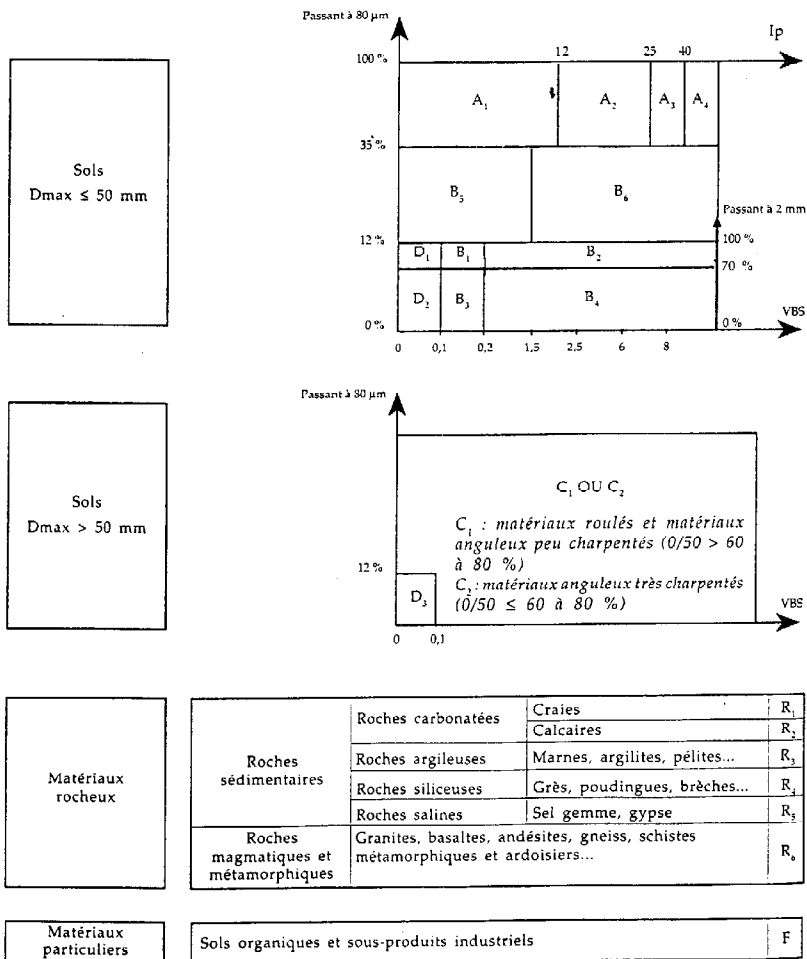 Passant à 80 µm
Ip
12 25 40
100 %
A₁ A₂ A₃ A₄
35 %
Sols
Dmax ≤ 50 mm
B₅ B₆
Passant à 2 mm
12 %
100 %
D₁ B₁ B₂
70 %
D₂ B₃ B₄
VBS
0 %
0 %
0 0,1 0,2 1,5 2,5 6 8
Passant à 80 µm
Sols
Dmax > 50 mm
C₁ OU C₂
C₁ : matériaux roulés et matériaux
anguleux peu charpentés (0/50 > 60
à 80 %)
C₂ : matériaux anguleux très charpentés
(0/50 ≤ 60 à 80 %)
12 %
D₃
VBS
0 0,1
Matériaux
rocheux
Roches
sédimentaires
Roches carbonatées
Craies R₁
Calcaires R₂
Roches argileuses Marnes, argilites, pélites... R₃
Roches siliceuses Grès, poudingues, brèches... R₄
Roches salines Sel gemme, gypse R₅
Roches
magmatiques et
métamorphiques
Granites, basaltes, andésites, gneiss, schistes
métamorphiques et ardoisiers...
R₆
Matériaux
particuliers
Sols organiques et sous-produits industriels F